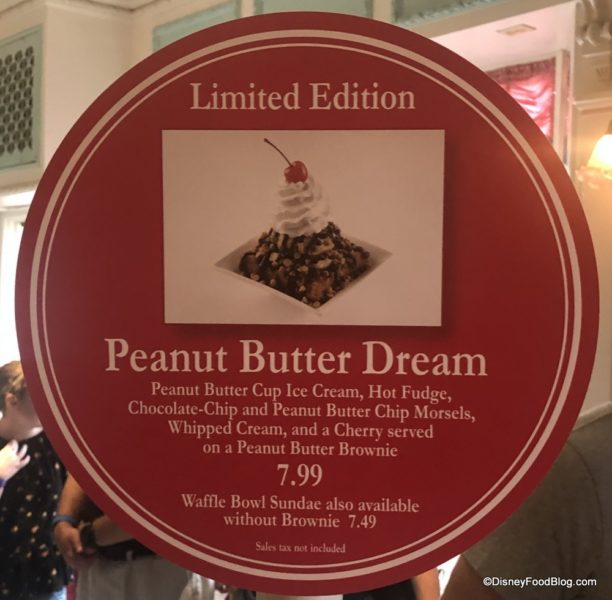 Limited Edition
Peanut Butter Dream
Peanut Butter Cup Ice Cream, Hot Fudge,
Chocolate-Chip and Peanut Butter Chip Morsels,
Whipped Cream, and a Cherry served
on a Peanut Butter Brownie
7.99
Waffle Bowl Sundae also available
without Brownie 7.49
Sales tax not included
©DisneyFoodBlog.com